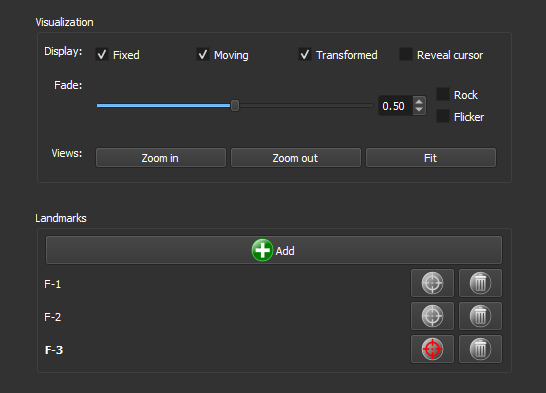 Visualization
Display: Fixed Moving Transformed Reveal cursor
Fade: 0.50 Rock
Flicker
Views: Zoom in Zoom out Fit
Landmarks
Add
F-1
F-2
F-3